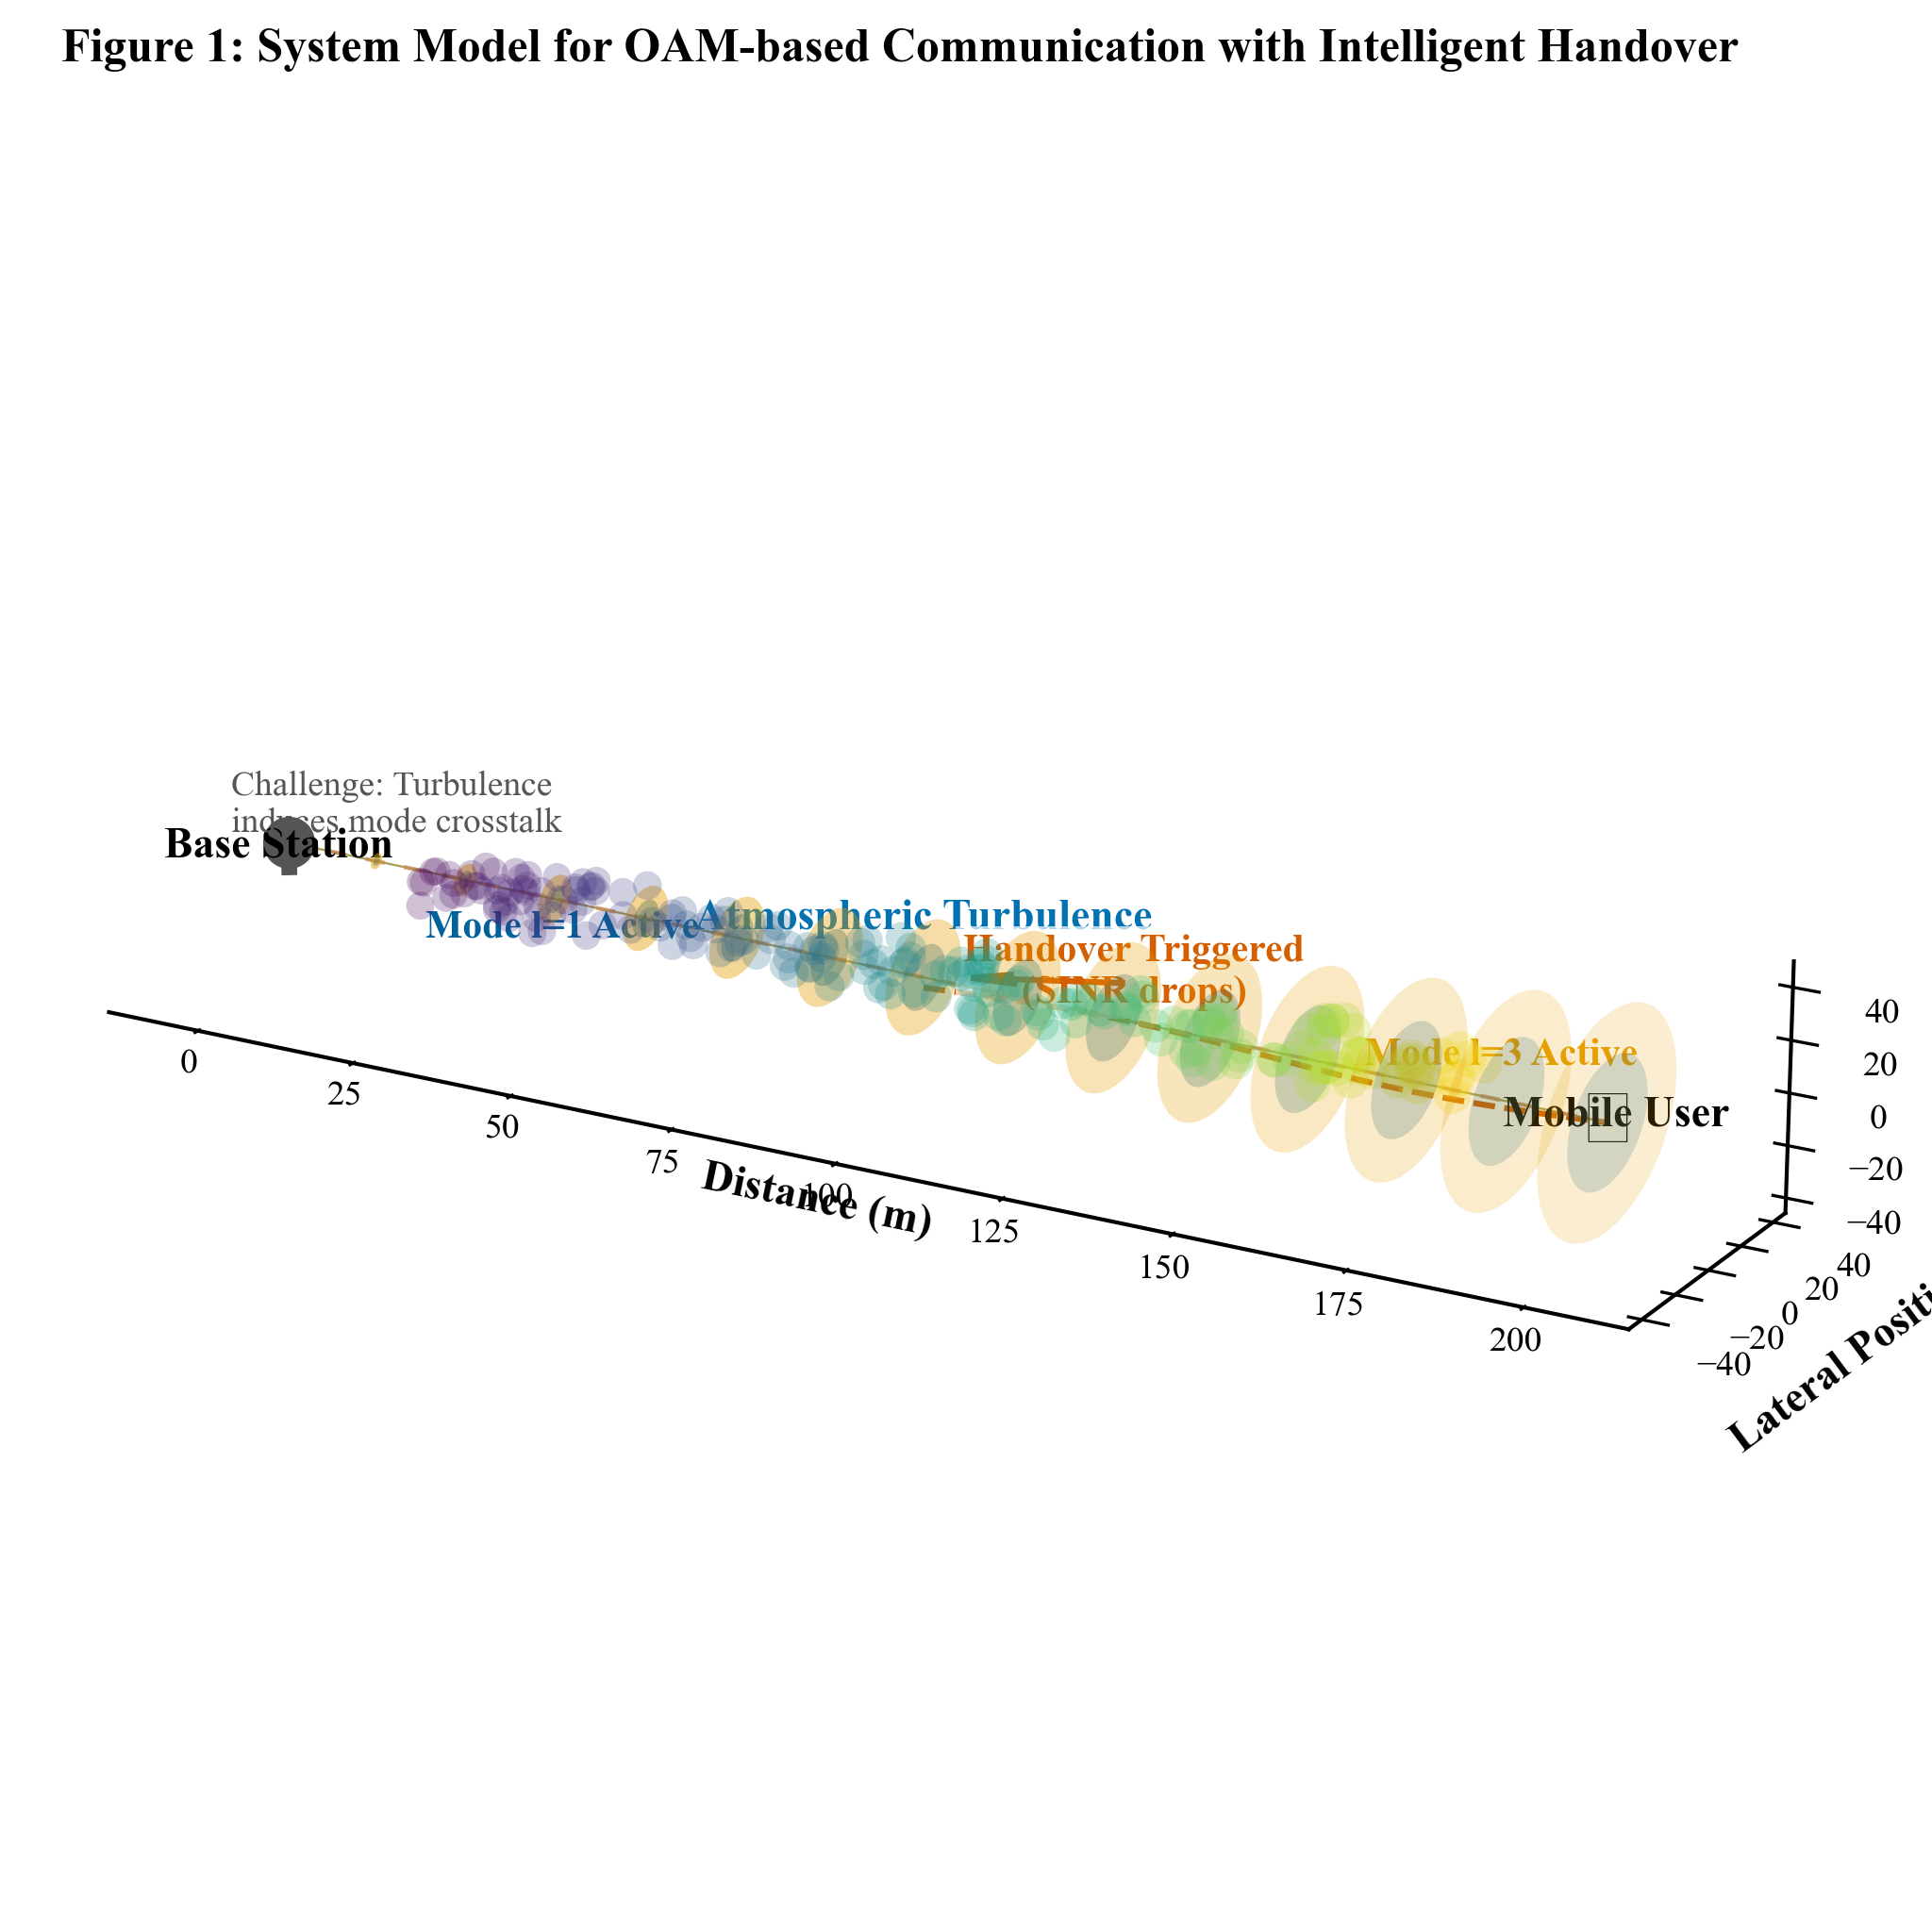 Figure 1: System Model for OAM-based Communication with Intelligent Handover
Challenge: Turbulence
induces mode crosstalk
Base Station
Mode l=1 Active
Atmospheric Turbulence
Handover Triggered
(SINR drops)
Mode l=3 Active
Mobile User
0
25
50
75
100
125
150
175
200
Distance (m)
40
20
0
−20
−40
40
20
0
−20
−40
Lateral